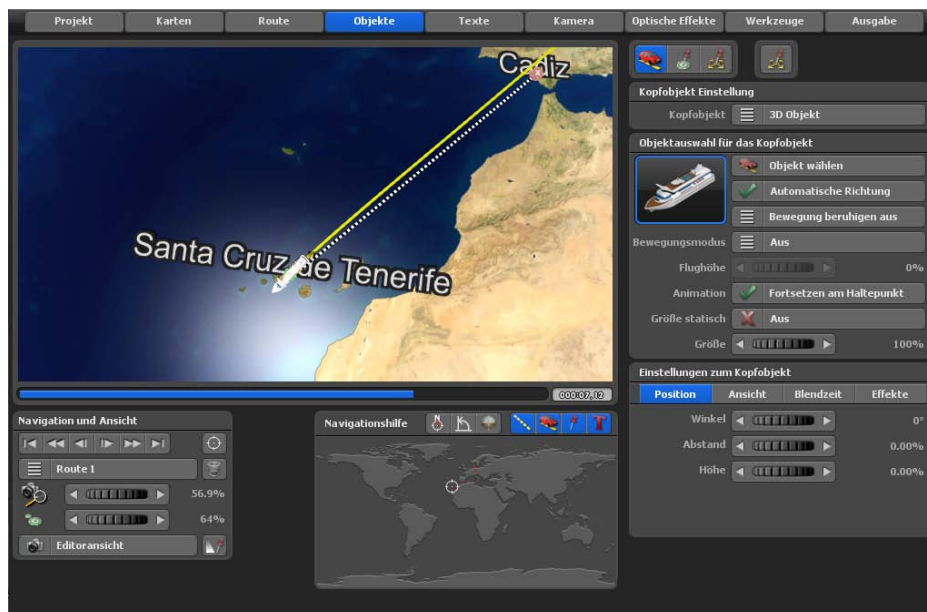 Projekt Karten Route Objekte Texte Kamera Optische Effekte Werkzeuge Ausgabe
Cadiz
Santa Cruz de Tenerife
000:07,12
Kopfobjekt Einstellung
Kopfobjekt 3D Objekt
Objektauswahl für das Kopfobjekt
Objekt wählen
Automatische Richtung
Bewegung beruhigen aus
Bewegungsmodus Aus
Flughöhe 0%
Animation Fortsetzen am Haltepunkt
Größe statisch Aus
Größe 100%
Einstellungen zum Kopfobjekt
Position Ansicht Blendzeit Effekte
Winkel 0°
Abstand 0.00%
Höhe 0.00%
Navigation und Ansicht
Route 1
56.9%
64%
Editoransicht
Navigationshilfe
N
T